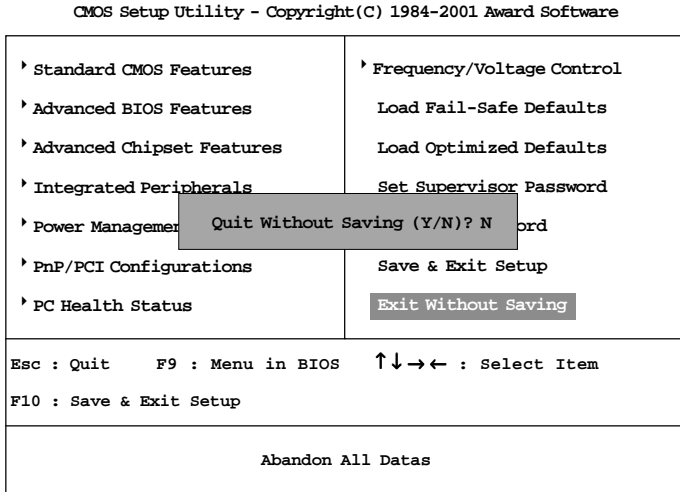 CMOS Setup Utility - Copyright(C) 1984-2001 Award Software
Standard CMOS Features
Advanced BIOS Features
Advanced Chipset Features
Integrated Peripherals
Power Managemen
PnP/PCI Configurations
PC Health Status
Frequency/Voltage Control
Load Fail-Safe Defaults
Load Optimized Defaults
Set Supervisor Password
ord
Save & Exit Setup
Exit Without Saving
Quit Without Saving (Y/N)? N
Esc : Quit F9 : Menu in BIOS ↑↓→← : Select Item
F10 : Save & Exit Setup
Abandon All Datas